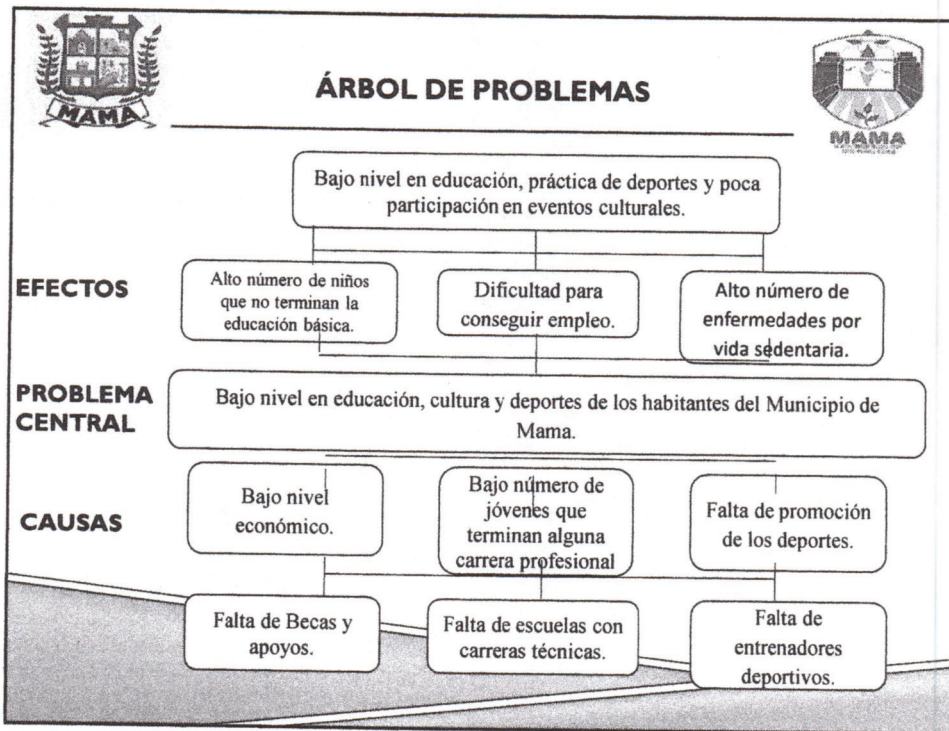 ÁRBOL DE PROBLEMAS
MAMA
MAMA
Bajo nivel en educación, práctica de deportes y poca
participación en eventos culturales.
EFECTOS
Alto número de niños
que no terminan la
educación básica.
Dificultad para
conseguir empleo.
Alto número de
enfermedades por
vida sedentaria.
PROBLEMA
CENTRAL
Bajo nivel en educación, cultura y deportes de los habitantes del Municipio de
Mama.
CAUSAS
Bajo nivel
económico.
Bajo número de
jóvenes que
terminan alguna
carrera profesional
Falta de promoción
de los deportes.
Falta de Becas y
apoyos.
Falta de escuelas con
carreras técnicas.
Falta de
entrenadores
deportivos.